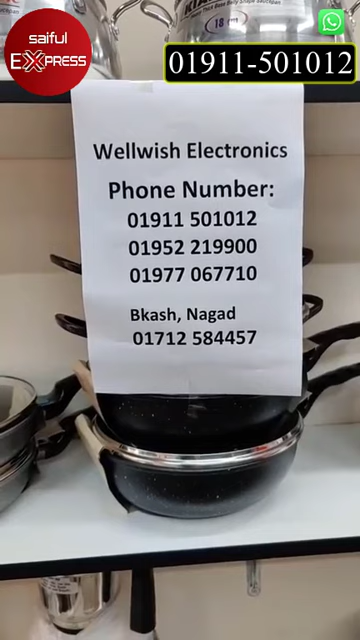 saiful
EXPRESS
18 cm
01911-501012
Wellwish Electronics
Phone Number:
01911 501012
01952 219900
01977 067710
Bkash, Nagad
01712 584457